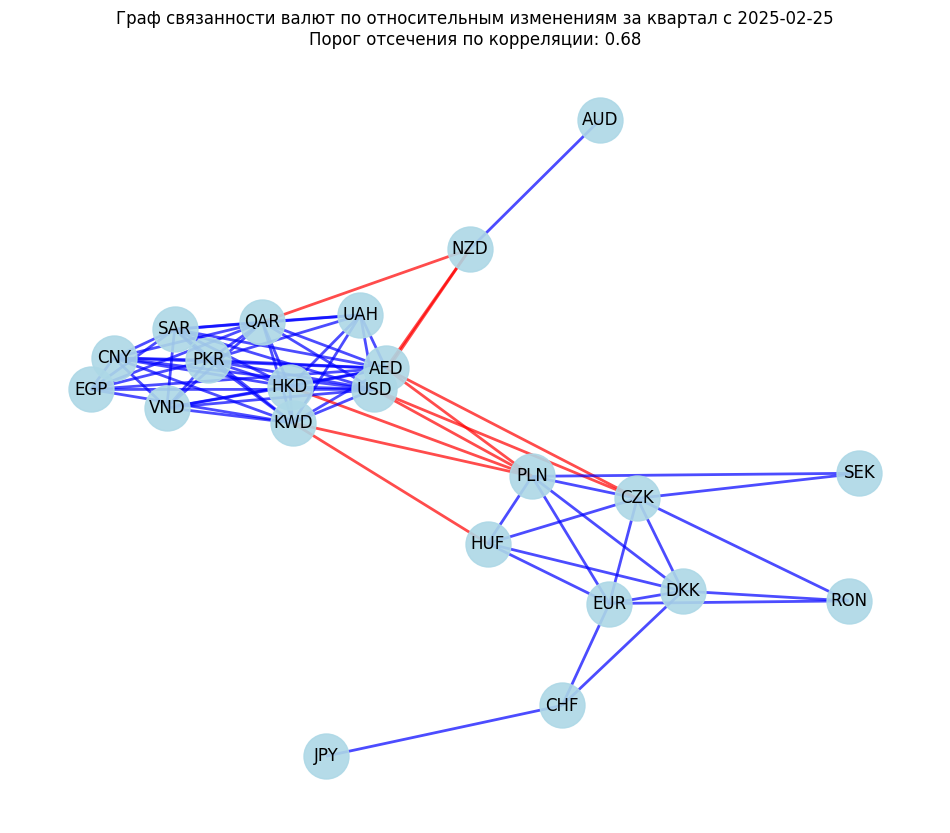 Граф связанности валют по относительным изменениям за квартал с 2025-02-25
Порог отсечения по корреляции: 0.68
AUD
NZD
UAH
QAR
SAR
CNY
PKR
AED
HKD
USD
EGP
VND
KWD
PLN
SEK
CZK
HUF
DKK
EUR
RON
CHF
JPY